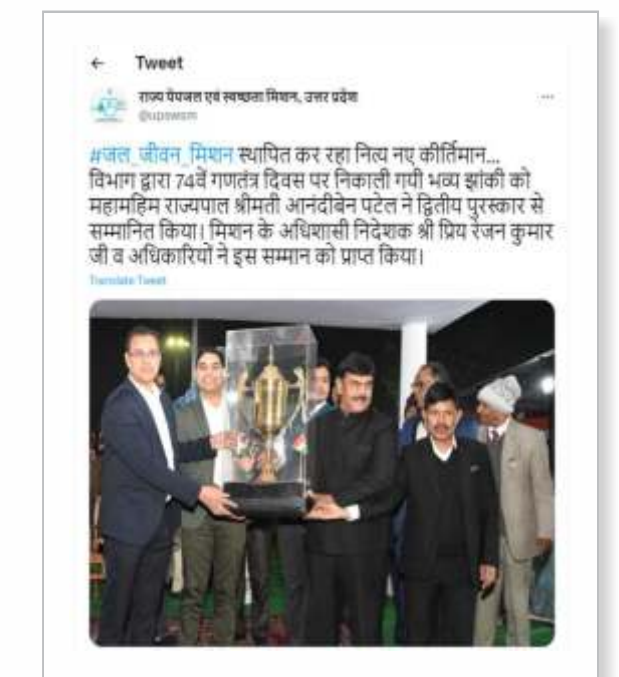 ← Tweet
राज्य पेयजल एवं स्वच्छता मिशन, उत्तर प्रदेश
@upswsm
#जल_जीवन_मिशन स्थापित कर रहा नित्य नए कीर्तिमान...
विभाग द्वारा 74वें गणतंत्र दिवस पर निकाली गयी भव्य झांकी को
महामहिम राज्यपाल श्रीमती आनंदीबेन पटेल ने द्वितीय पुरस्कार से
सम्मानित किया। मिशन के अधिशासी निदेशक श्री प्रिय रंजन कुमार
जी व अधिकारियों ने इस सम्मान को प्राप्त किया।
Translate Tweet